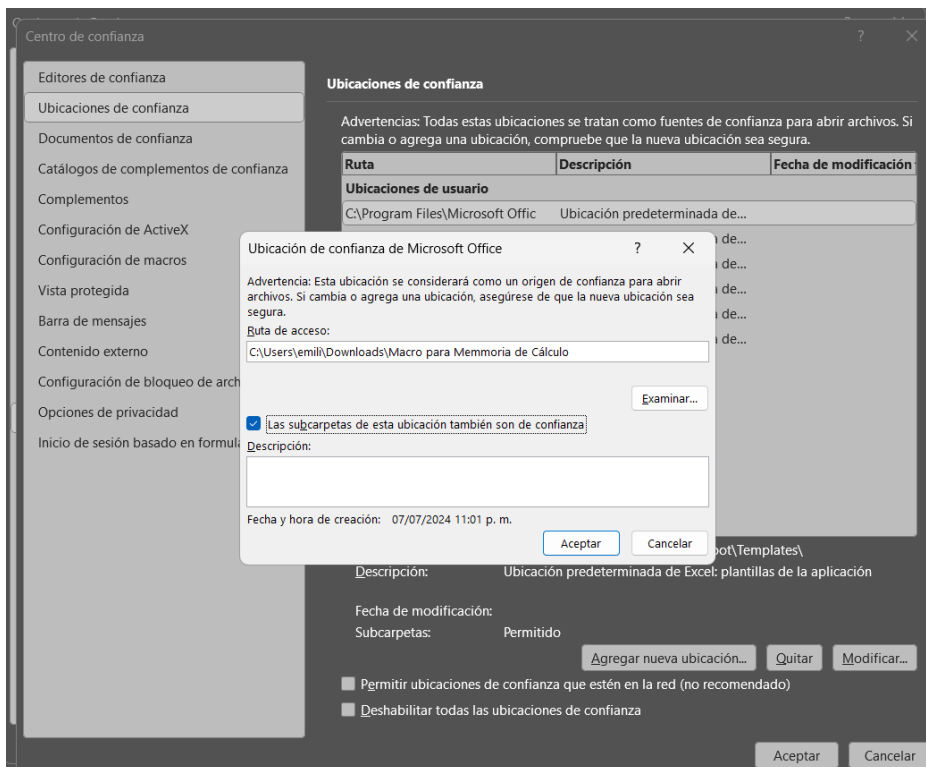 Centro de confianza
Editores de confianza
Ubicaciones de confianza
Documentos de confianza
Catálogos de complementos de confianza
Complementos
Configuración de ActiveX
Configuración de macros
Vista protegida
Barra de mensajes
Contenido externo
Configuración de bloqueo de arch
Opciones de privacidad
Inicio de sesión basado en formul
Ubicaciones de confianza
Advertencias: Todas estas ubicaciones se tratan como fuentes de confianza para abrir archivos. Si
cambia o agrega una ubicación, compruebe que la nueva ubicación sea segura.
Ruta Descripción Fecha de modificación
Ubicaciones de usuario
C:\Program Files\Microsoft Offic Ubicación predeterminada de...
de...
de...
de...
de...
de...
Ubicación de confianza de Microsoft Office ?
Advertencia: Esta ubicación se considerará como un origen de confianza para abrir
archivos. Si cambia o agrega una ubicación, asegúrese de que la nueva ubicación sea
segura.
Ruta de acceso:
C:\Users\emili\Downloads\Macro para Memmoria de Cálculo
Examinar...
Las subcarpetas de esta ubicación también son de confianza
Descripción:
Fecha y hora de creación: 07/07/2024 11:01 p. m.
Aceptar Cancelar
oot\Templates\
Descripción: Ubicación predeterminada de Excel: plantillas de la aplicación
Fecha de modificación:
Subcarpetas: Permitido
Agregar nueva ubicación... Quitar Modificar...
Permitir ubicaciones de confianza que estén en la red (no recomendado)
Deshabilitar todas las ubicaciones de confianza
Aceptar Cancelar